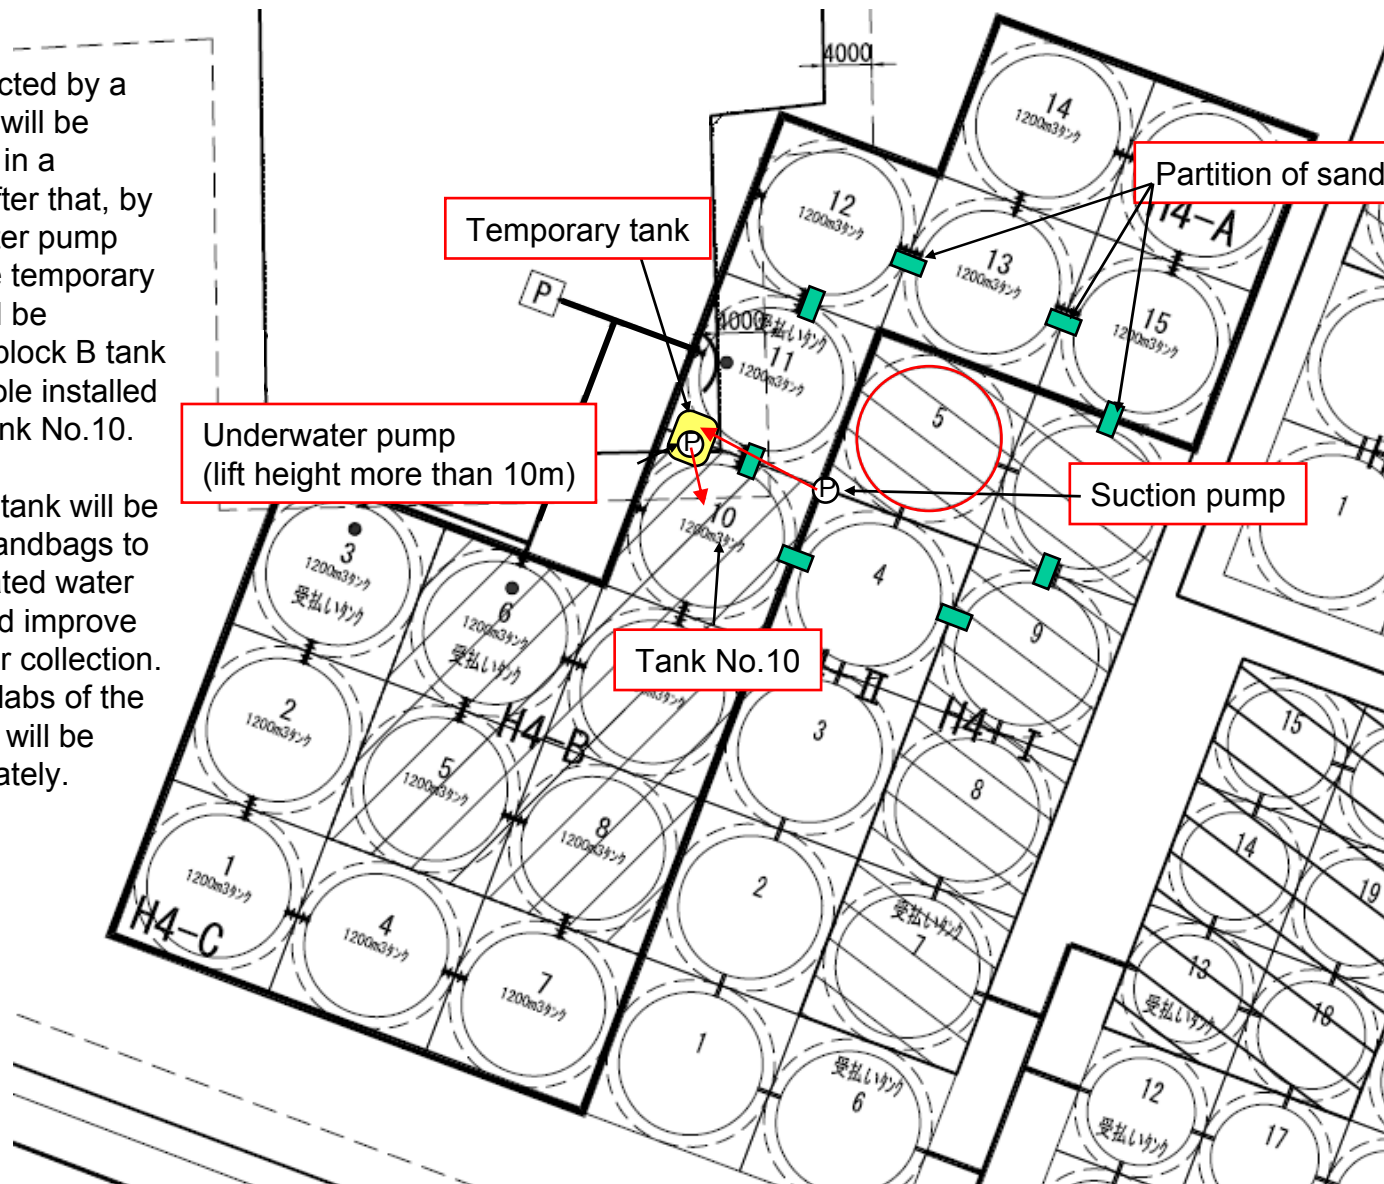 cted by a
will be
in a
fter that, by
ter pump
e temporary
l be
block B tank
ole installed
nk No.10.
tank will be
andbags to
ated water
d improve
r collection.
labs of the
will be
ately.
4000
Temporary tank
Partition of sand
P
Underwater pump
(lift height more than 10m)
P
P
Suction pump
Tank No.10
4000
14
1200m3タンク
H4-A
12
1200m3タンク
13
1200m3タンク
15
1200m3タンク
受払いタンク
11
1200m3タンク
5
10
1200m3タンク
4
9
1
3
1200m3タンク
受払いタンク
6
1200m3タンク
受払いタンク
2
1200m3タンク
H4-B
5
1200m3タンク
8
1200m3タンク
3
H4-I
8
15
14
19
1
1200m3タンク
H4-C
4
1200m3タンク
7
1200m3タンク
2
受払いタンク
7
13
受払いタンク
18
1
受払いタンク
6
12
受払いタンク
17